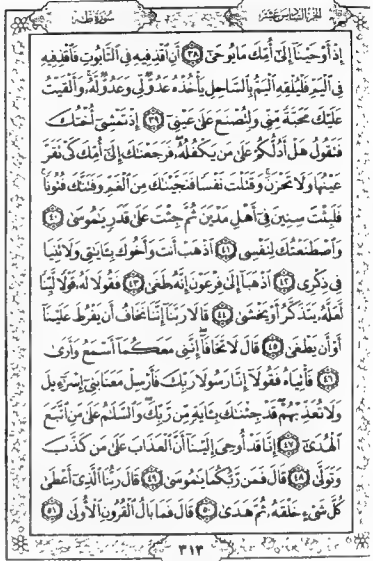 الجزء السادس عشر
سورة طه
إِذْ أَوْحَيْنَآ إِلَىٰٓ أُمِّكَ مَا يُوحَىٰٓ ٣٨ أَنِ ٱقْذِفِيهِ فِى ٱلتَّابُوتِ فَٱقْذِفِيهِ
فِى ٱلْيَمِّ فَلْيُلْقِهِ ٱلْيَمُّ بِٱلسَّاحِلِ يَأْخُذْهُ عَدُوٌّ لِّى وَعَدُوٌّ لَّهُۥ ۚ وَأَلْقَيْتُ
عَلَيْكَ مَحَبَّةً مِّنِّى وَلِتُصْنَعَ عَلَىٰ عَيْنِىٓ ٣٩ إِذْ تَمْشِىٓ أُخْتُكَ
فَتَقُولُ هَلْ أَدُلُّكُمْ عَلَىٰ مَن يَكْفُلُهُۥ ۖ فَرَجَعْنَٰكَ إِلَىٰٓ أُمِّكَ كَىْ تَقَرَّ
عَيْنُهَا وَلَا تَحْزَنَ ۚ وَقَتَلْتَ نَفْسًا فَنَجَّيْنَٰكَ مِنَ ٱلْغَمِّ وَفَتَنَّٰكَ فُتُونًا ۚ
فَلَبِثْتَ سِنِينَ فِىٓ أَهْلِ مَدْيَنَ ثُمَّ جِئْتَ عَلَىٰ قَدَرٍ يَٰمُوسَىٰ ٤٠
وَٱصْطَنَعْتُكَ لِنَفْسِى ٤١ ٱذْهَبْ أَنتَ وَأَخُوكَ بِـَٔايَٰتِى وَلَا تَنِيَا
فِى ذِكْرِى ٤٢ ٱذْهَبَآ إِلَىٰ فِرْعَوْنَ إِنَّهُۥ طَغَىٰ ٤٣ فَقُولَا لَهُۥ قَوْلًا لَّيِّنًا
لَّعَلَّهُۥ يَتَذَكَّرُ أَوْ يَخْشَىٰ ٤٤ قَالَا رَبَّنَآ إِنَّنَا نَخَافُ أَن يَفْرُطَ عَلَيْنَآ
أَوْ أَن يَطْغَىٰ ٤٥ قَالَ لَا تَخَافَآ ۖ إِنَّنِى مَعَكُمَآ أَسْمَعُ وَأَرَىٰ
٤٦ فَأْتِيَاهُ فَقُولَآ إِنَّا رَسُولَا رَبِّكَ فَأَرْسِلْ مَعَنَا بَنِىٓ إِسْرَٰٓءِيلَ
وَلَا تُعَذِّبْهُمْ ۖ قَدْ جِئْنَٰكَ بِـَٔايَةٍ مِّن رَّبِّكَ ۖ وَٱلسَّلَٰمُ عَلَىٰ مَنِ ٱتَّبَعَ
ٱلْهُدَىٰٓ ٤٧ إِنَّا قَدْ أُوحِىَ إِلَيْنَآ أَنَّ ٱلْعَذَابَ عَلَىٰ مَن كَذَّبَ
وَتَوَلَّىٰ ٤٨ قَالَ فَمَن رَّبُّكُمَا يَٰمُوسَىٰ ٤٩ قَالَ رَبُّنَا ٱلَّذِىٓ أَعْطَىٰ
كُلَّ شَىْءٍ خَلْقَهُۥ ثُمَّ هَدَىٰ ٥٠ قَالَ فَمَا بَالُ ٱلْقُرُونِ ٱلْأُولَىٰ ٥١
٣١٣